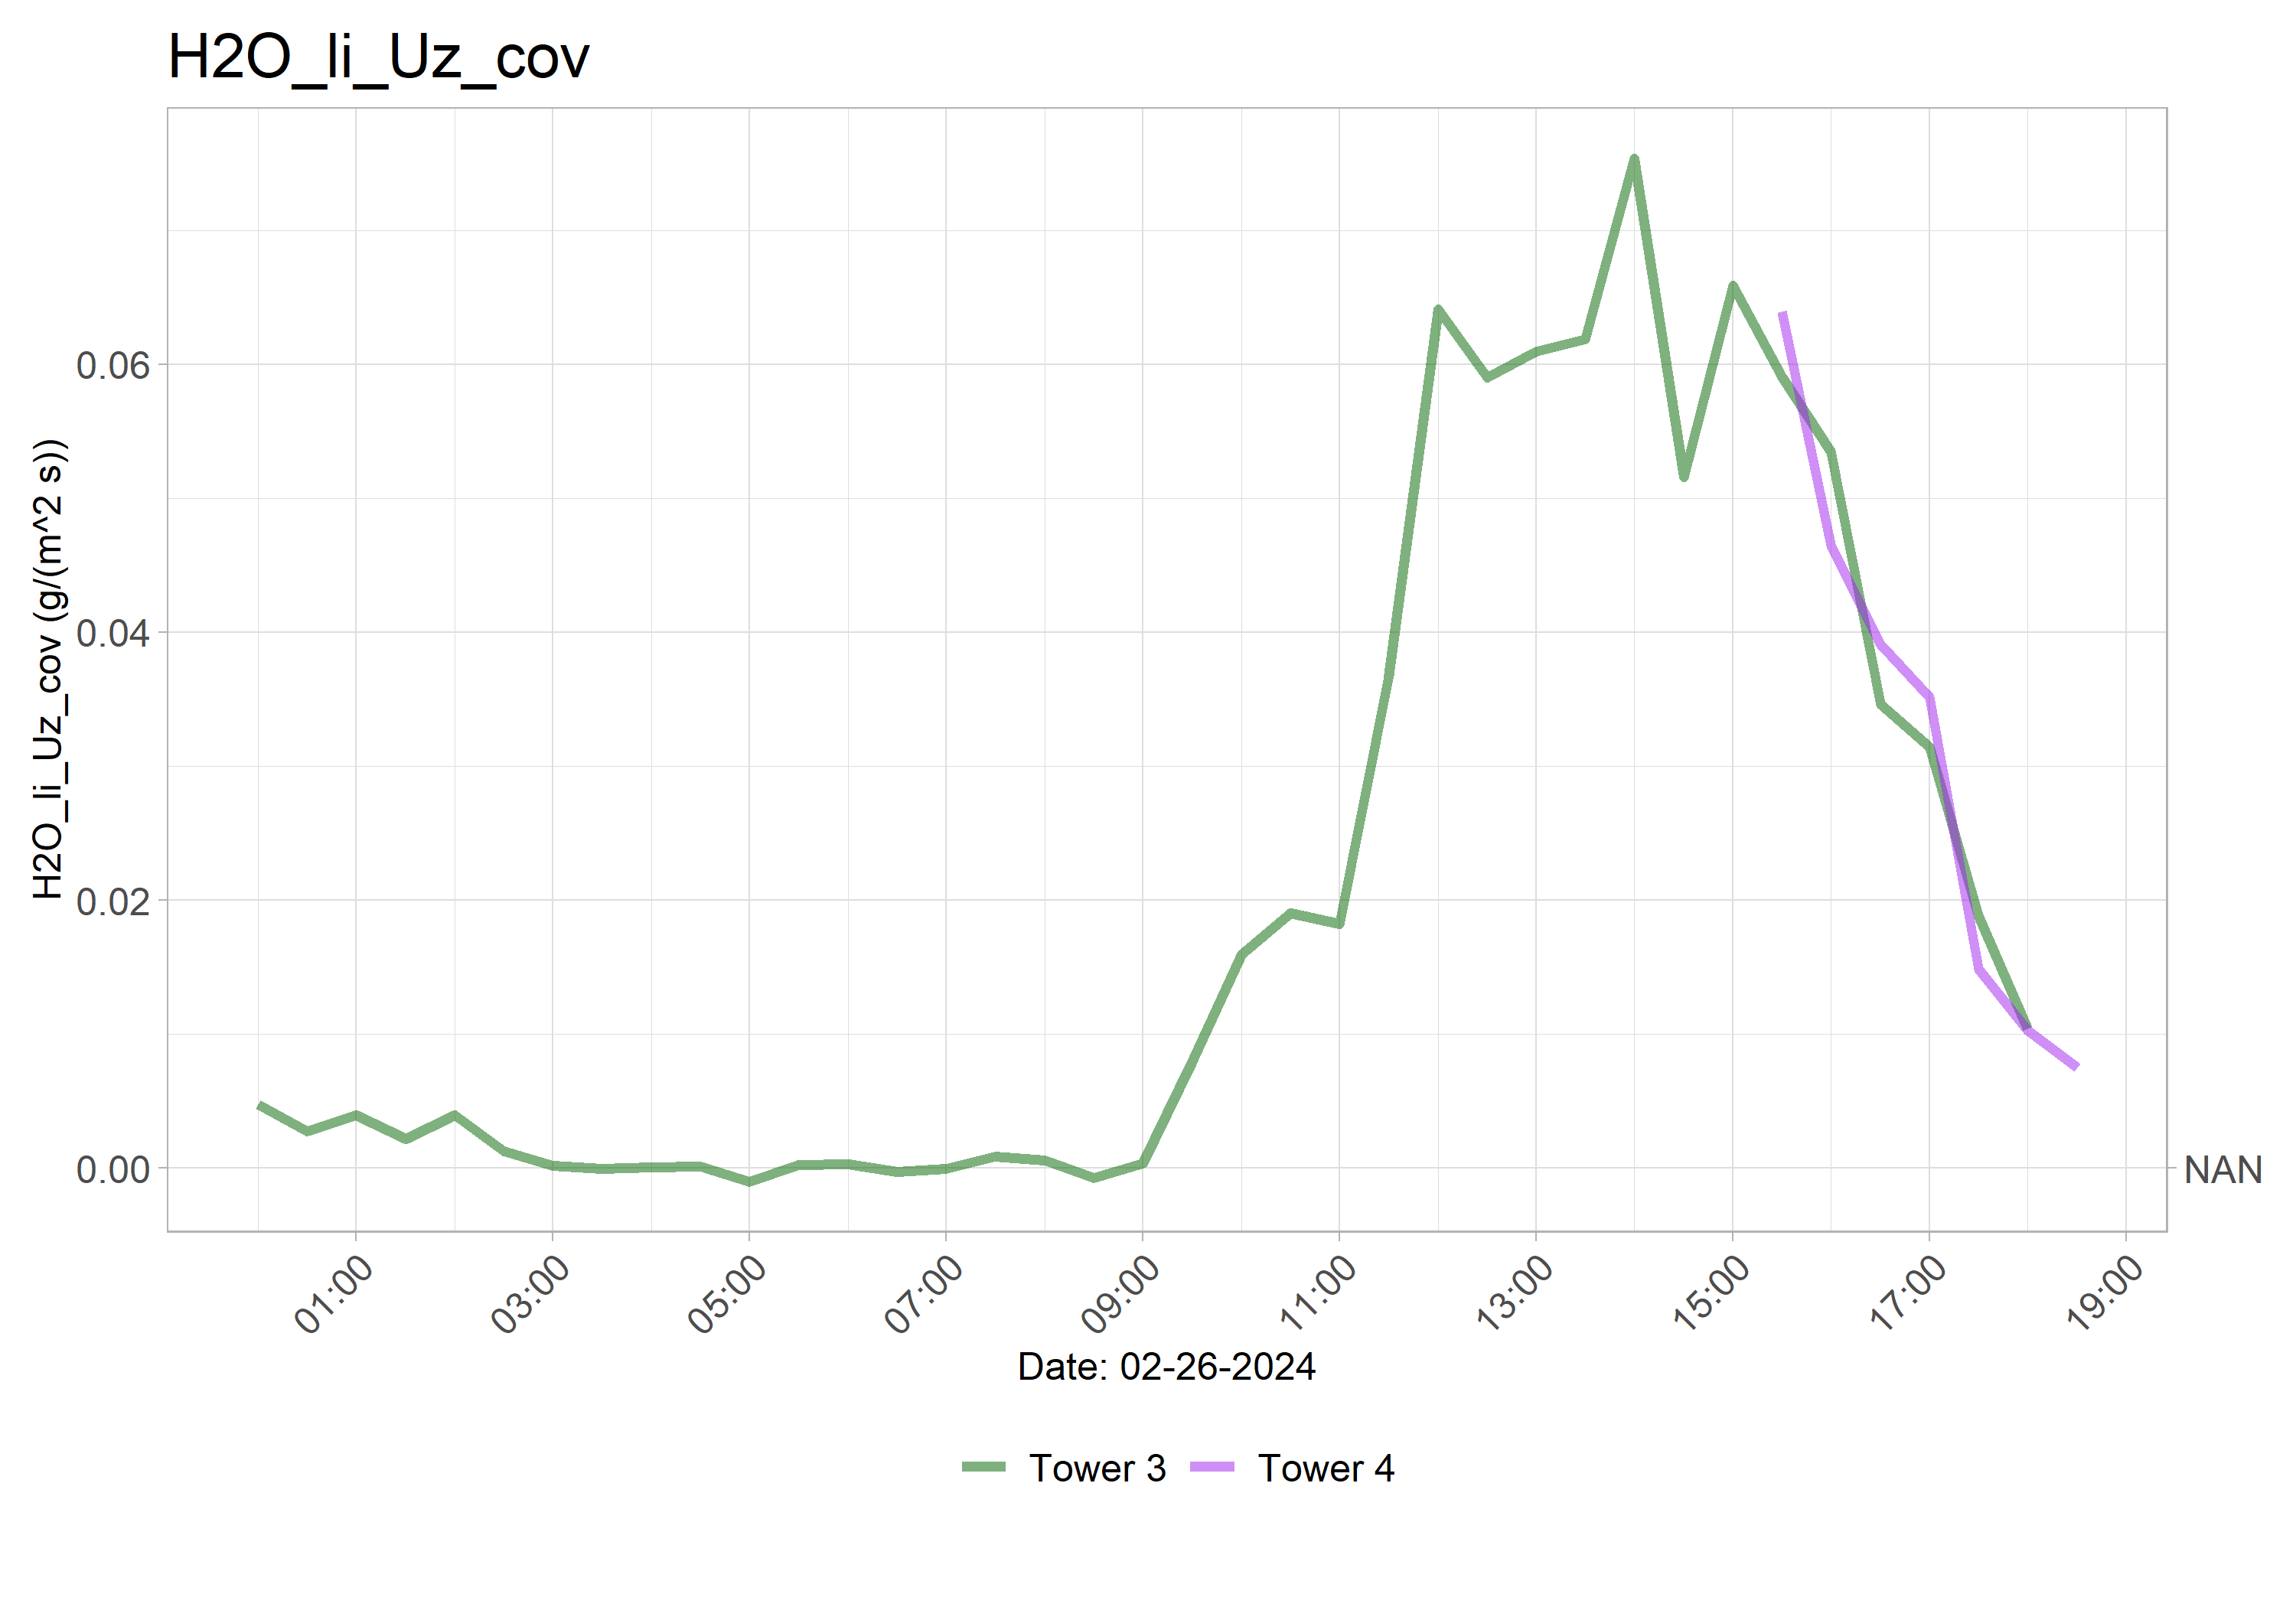 H2O_li_Uz_cov
H2O_li_Uz_cov (g/(m^2 s))
0.06
0.04
0.02
0.00
NAN
01:00
03:00
05:00
07:00
09:00
11:00
13:00
15:00
17:00
19:00
Date: 02-26-2024
Tower 3
Tower 4